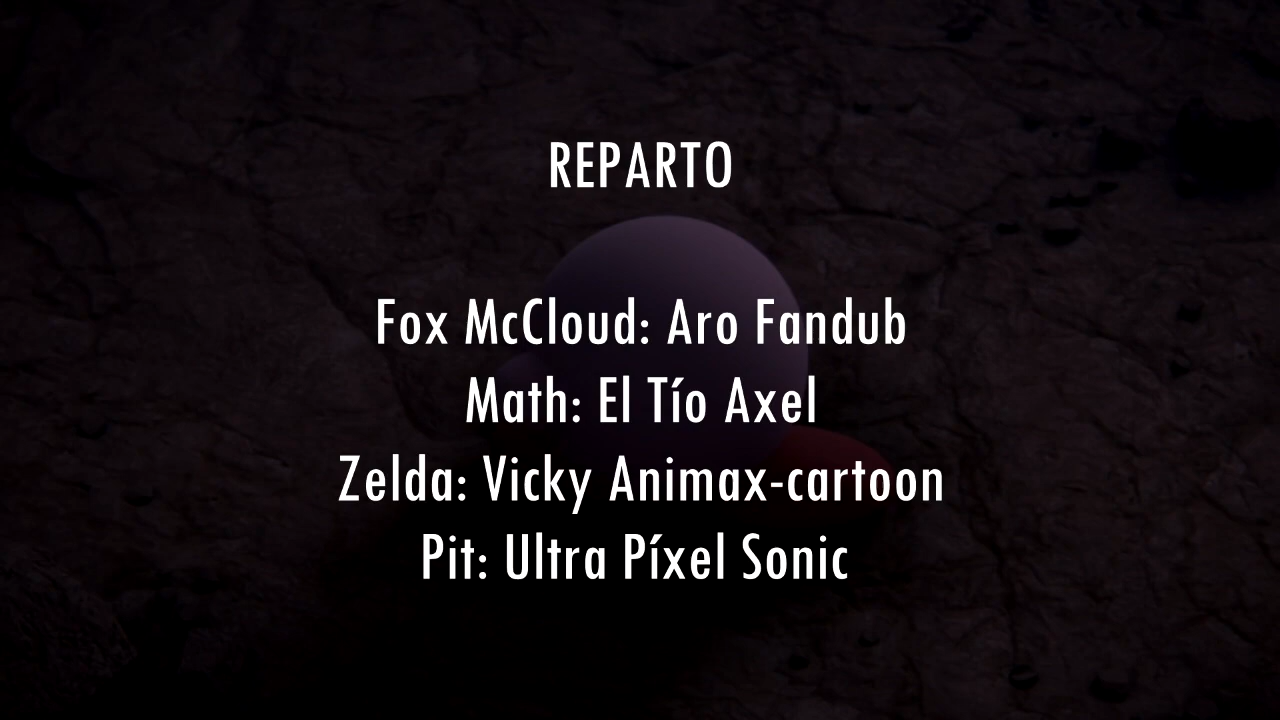 REPARTO
Fox McCloud: Aro Fandub
Math: El Tío Axel
Zelda: Vicky Animax-cartoon
Pit: Ultra Píxel Sonic